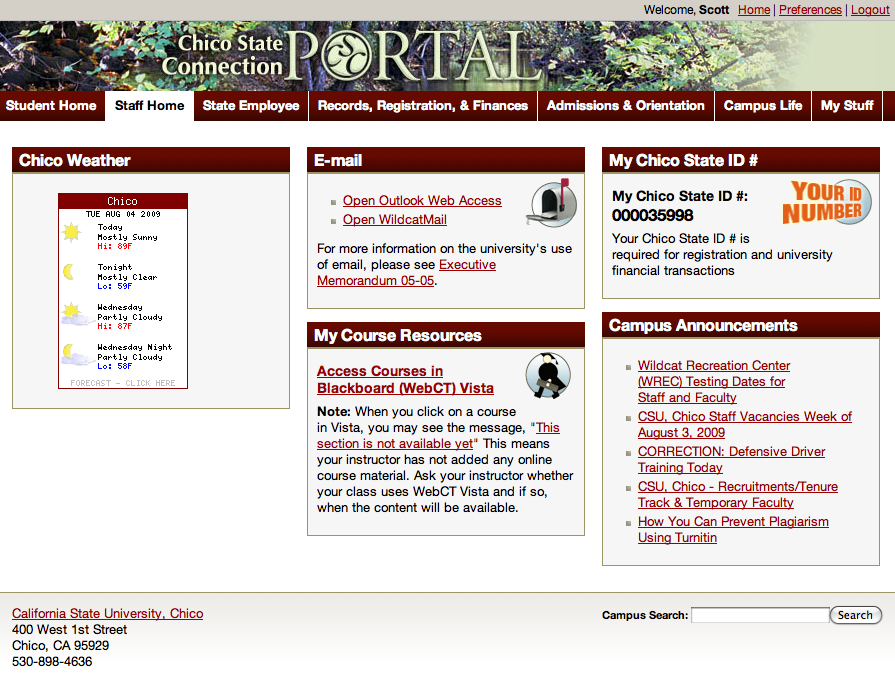 Welcome, Scott Home | Preferences | Logout
Chico State
Connection
PORTAL
Student Home
Staff Home
State Employee
Records, Registration, & Finances
Admissions & Orientation
Campus Life
My Stuff
Chico Weather
Chico
TUE AUG 04 2009
Today
Mostly Sunny
Hi: 89F
Tonight
Mostly Clear
Lo: 59F
Wednesday
Partly Cloudy
Hi: 87F
Wednesday Night
Partly Cloudy
Lo: 58F
FORECAST - CLICK HERE
E-mail
Open Outlook Web Access
Open WildcatMail
For more information on the university's use
of email, please see Executive
Memorandum 05-05.
My Course Resources
Access Courses in
Blackboard (WebCT) Vista
Note: When you click on a course
in Vista, you may see the message, "This
section is not available yet" This means
your instructor has not added any online
course material. Ask your instructor whether
your class uses WebCT Vista and if so,
when the content will be available.
My Chico State ID #
My Chico State ID #:
000035998
YOUR ID
NUMBER
Your Chico State ID # is
required for registration and university
financial transactions
Campus Announcements
Wildcat Recreation Center
(WREC) Testing Dates for
Staff and Faculty
CSU, Chico Staff Vacancies Week of
August 3, 2009
CORRECTION: Defensive Driver
Training Today
CSU, Chico - Recruitments/Tenure
Track & Temporary Faculty
How You Can Prevent Plagiarism
Using Turnitin
California State University, Chico
400 West 1st Street
Chico, CA 95929
530-898-4636
Campus Search:
Search